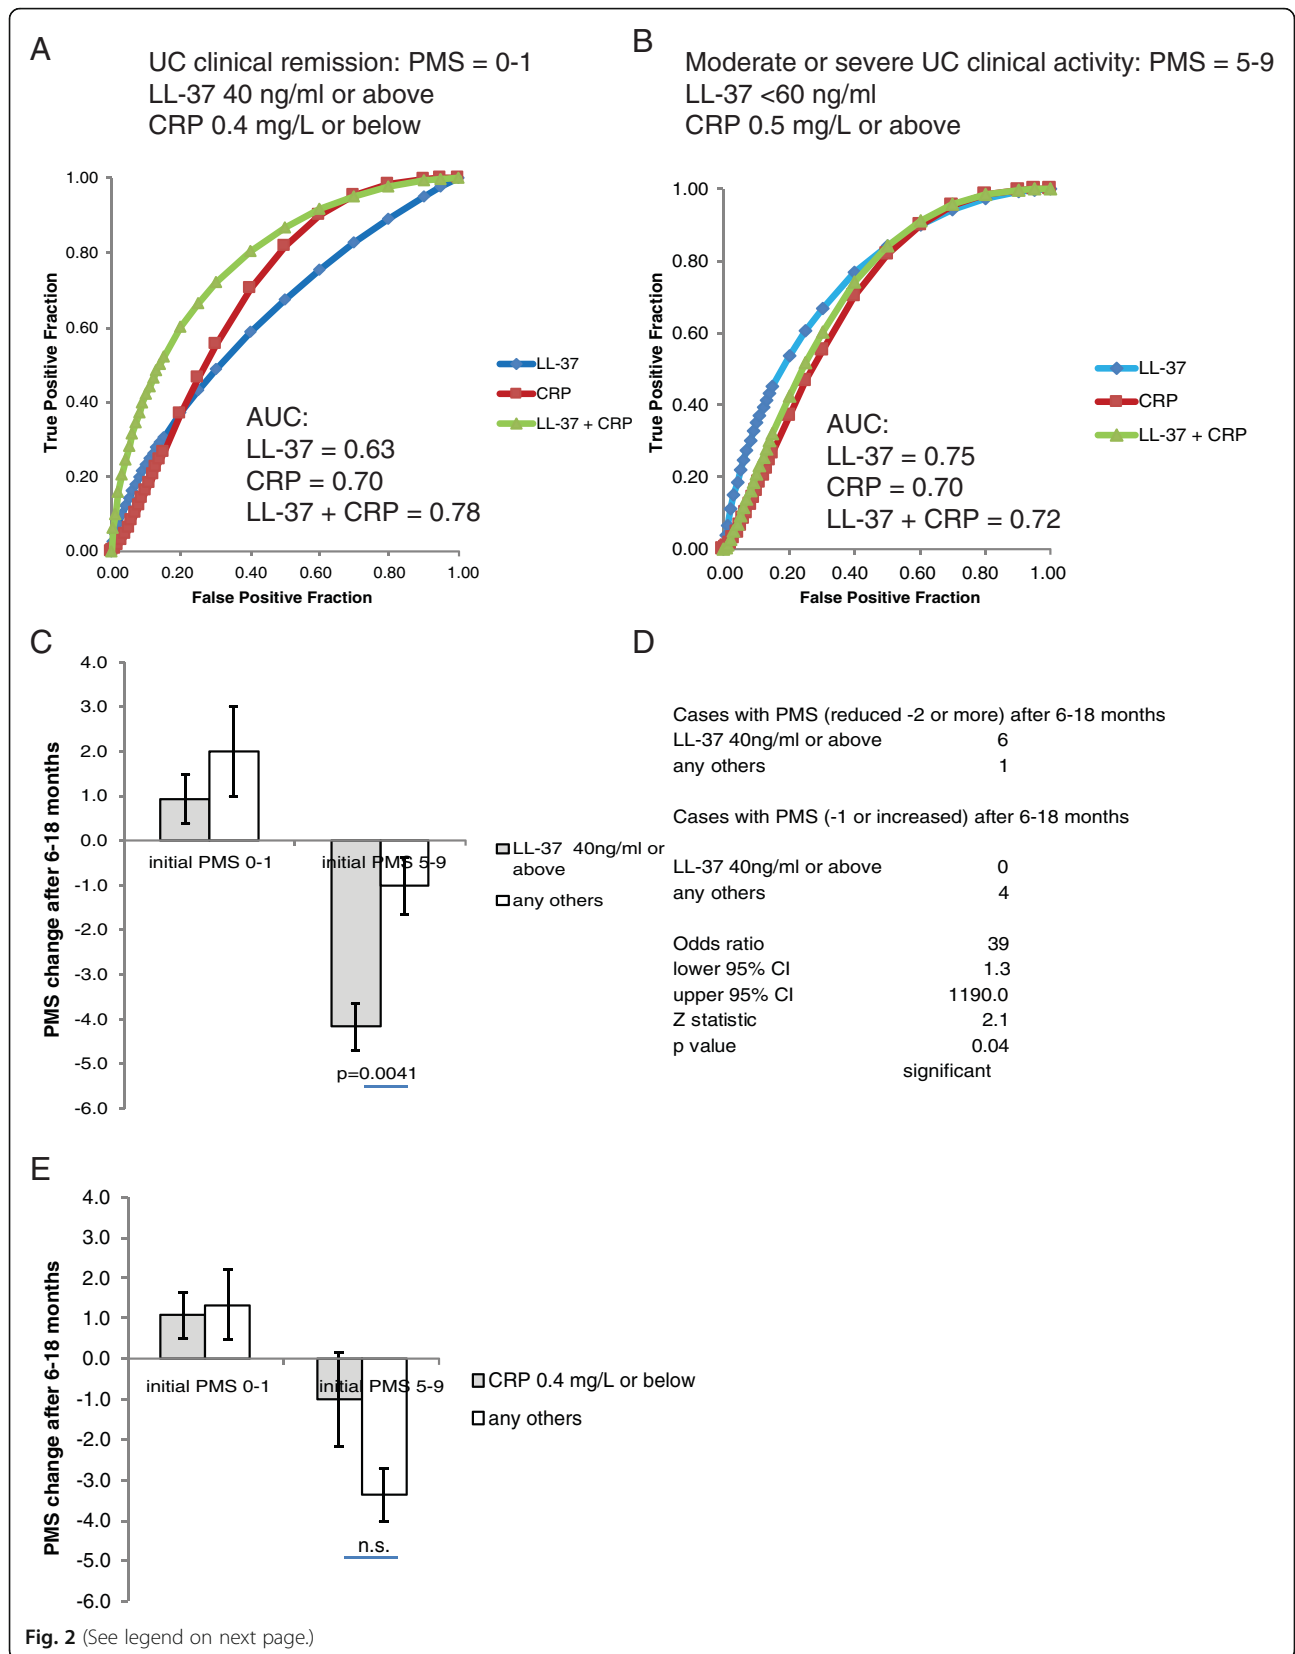 A
UC clinical remission: PMS = 0-1
LL-37 40 ng/ml or above
CRP 0.4 mg/L or below
True Positive Fraction
1.00
0.80
0.60
0.40
0.20
0.00
0.00 0.20 0.40 0.60 0.80 1.00
False Positive Fraction
AUC:
LL-37 = 0.63
CRP = 0.70
LL-37 + CRP = 0.78
LL-37
CRP
LL-37 + CRP
B
Moderate or severe UC clinical activity: PMS = 5-9
LL-37 <60 ng/ml
CRP 0.5 mg/L or above
True Positive Fraction
1.00
0.80
0.60
0.40
0.20
0.00
0.00 0.20 0.40 0.60 0.80 1.00
False Positive Fraction
AUC:
LL-37 = 0.75
CRP = 0.70
LL-37 + CRP = 0.72
LL-37
CRP
LL-37 + CRP
C
PMS change after 6-18 months
4.0
3.0
2.0
1.0
0.0
-1.0
-2.0
-3.0
-4.0
-5.0
-6.0
initial PMS 0-1
initial PMS 5-9
p=0.0041
LL-37 40ng/ml or
above
any others
D
Cases with PMS (reduced -2 or more) after 6-18 months
LL-37 40ng/ml or above 6
any others 1
Cases with PMS (-1 or increased) after 6-18 months
LL-37 40ng/ml or above 0
any others 4
Odds ratio 39
lower 95% CI 1.3
upper 95% CI 1190.0
Z statistic 2.1
p value 0.04
significant
E
PMS change after 6-18 months
4.0
3.0
2.0
1.0
0.0
-1.0
-2.0
-3.0
-4.0
-5.0
-6.0
initial PMS 0-1
initial PMS 5-9
n.s.
CRP 0.4 mg/L or below
any others
Fig. 2 (See legend on next page.)